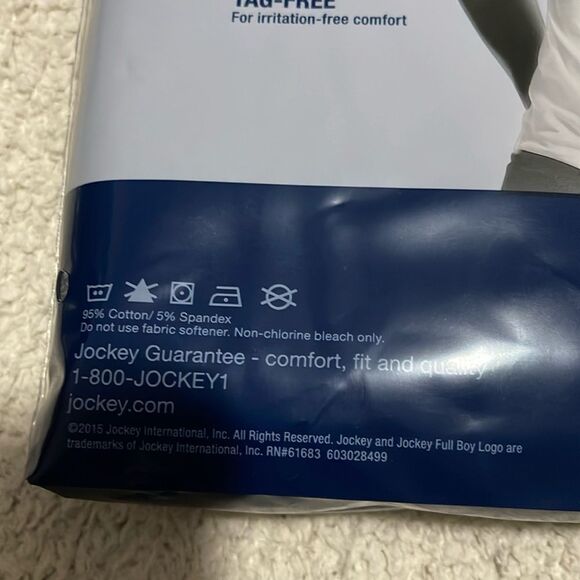 TAG-FREE
For irritation-free comfort
95% Cotton/ 5% Spandex
Do not use fabric softener. Non-chlorine bleach only.
Jockey Guarantee - comfort, fit and quality
1-800-JOCKEY1
jockey.com
©2015 Jockey International, Inc. All Rights Reserved. Jockey and Jockey Full Boy Logo are
trademarks of Jockey International, Inc. RN#61683 603028499